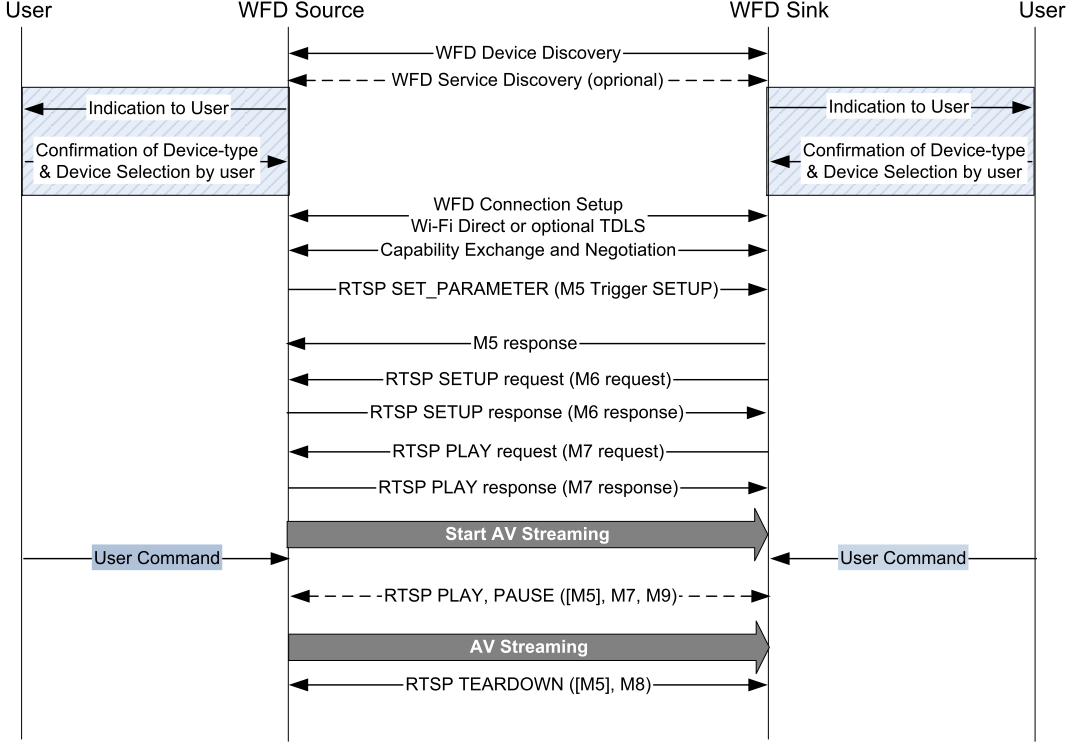 User WFD Source WFD Sink User
WFD Device Discovery
WFD Service Discovery (oprional)
Indication to User
Indication to User
Confirmation of Device-type
& Device Selection by user
Confirmation of Device-type
& Device Selection by user
WFD Connection Setup
Wi-Fi Direct or optional TDLS
Capability Exchange and Negotiation
RTSP SET_PARAMETER (M5 Trigger SETUP)
M5 response
RTSP SETUP request (M6 request)
RTSP SETUP response (M6 response)
RTSP PLAY request (M7 request)
RTSP PLAY response (M7 response)
Start AV Streaming
User Command
User Command
RTSP PLAY, PAUSE ([M5], M7, M9)
AV Streaming
RTSP TEARDOWN ([M5], M8)